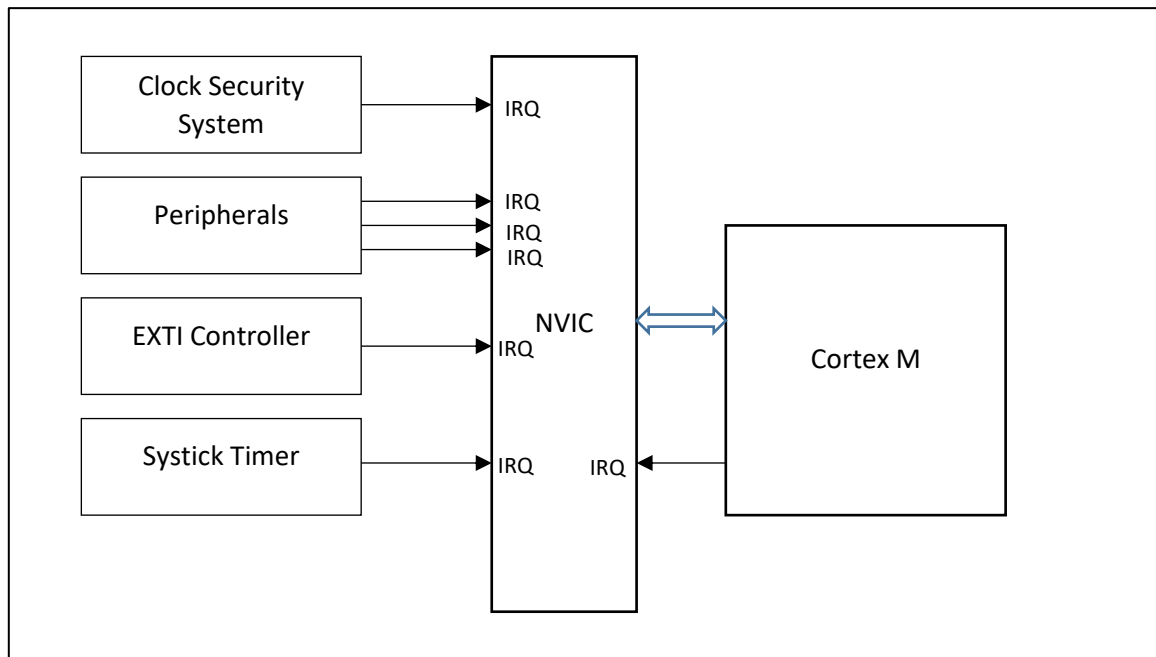 Clock Security
System
IRQ
Peripherals
IRQ
IRQ
IRQ
EXTI Controller
IRQ
NVIC
Cortex M
Systick Timer
IRQ
IRQ